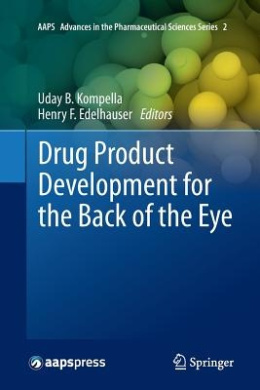 AAPS Advances in the Pharmaceutical Sciences Series 2
Uday B. Kompella
Henry F. Edelhauser Editors
Drug Product
Development for
the Back of the Eye
aapspress
Springer